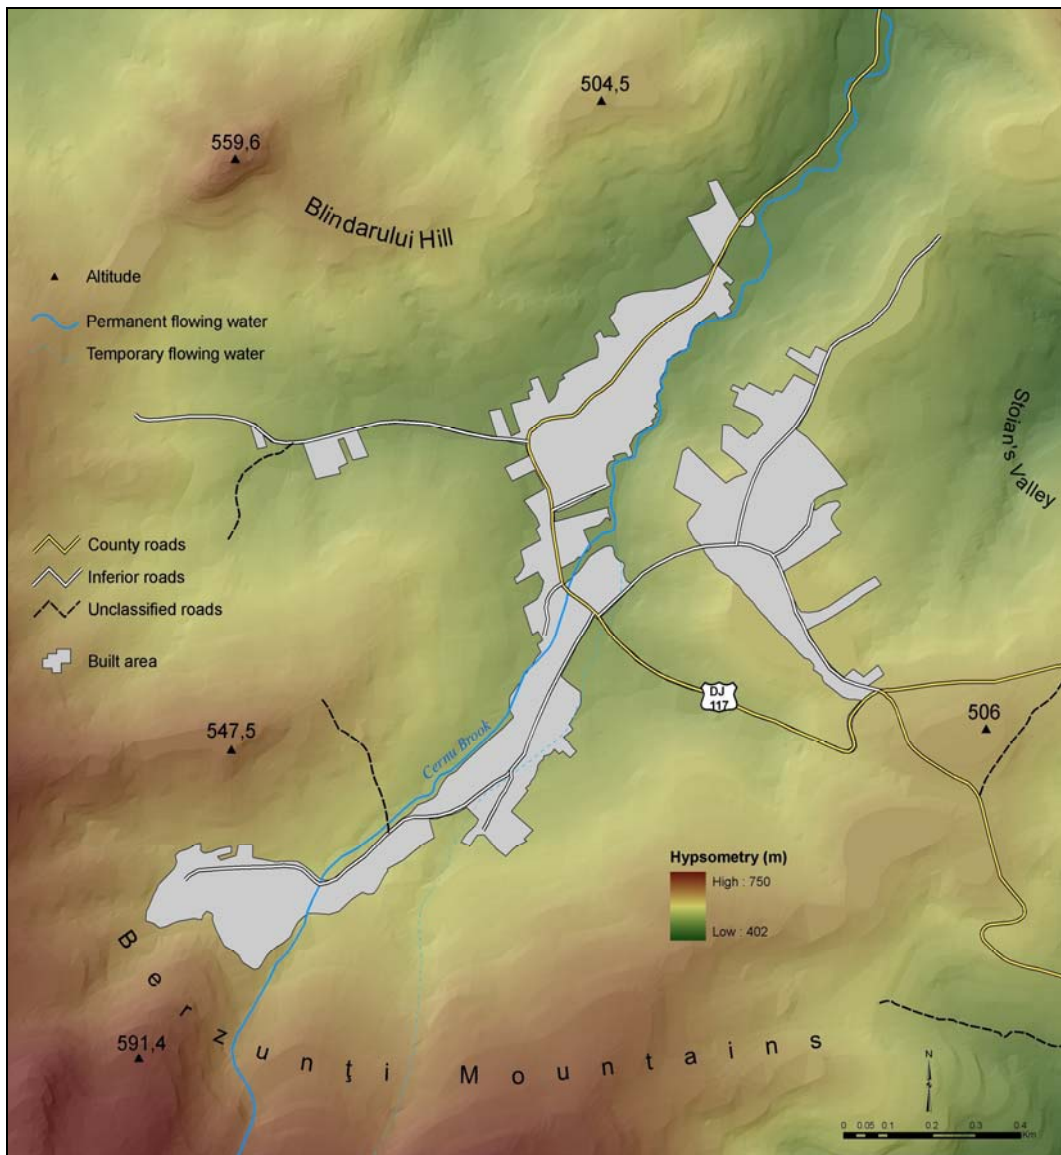 504,5
559,6
Blindarului Hill
Altitude
Permanent flowing water
Temporary flowing water
Stoian's Valley
County roads
Inferior roads
Unclassified roads
Built area
DJ
117
506
547,5
Cernu Brook
Hypsometry (m)
High : 750
Low : 402
Berzunţi Mountains
591,4
N
S
0 0.05 0.1 0.2 0.3 0.4
Km